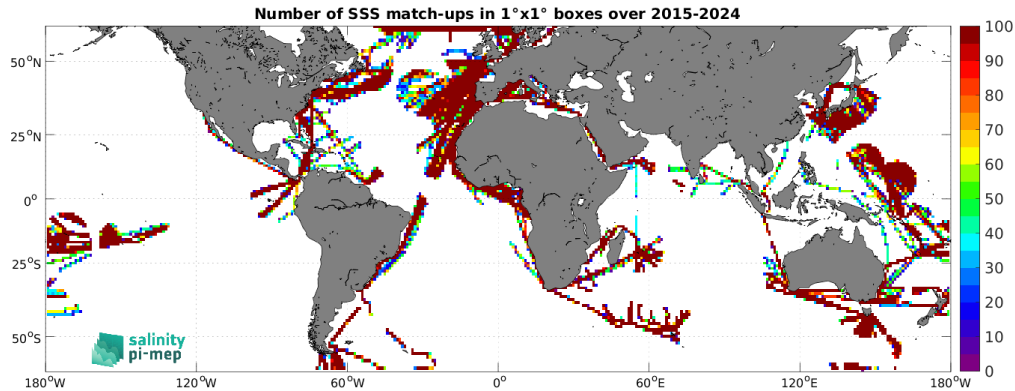 Number of SSS match-ups in 1°x1° boxes over 2015-2024
50°N
25°N
0°
25°S
50°S
180°W
120°W
60°W
0°
60°E
120°E
180°W
100
90
80
70
60
50
40
30
20
10
0
salinity
pi-mep